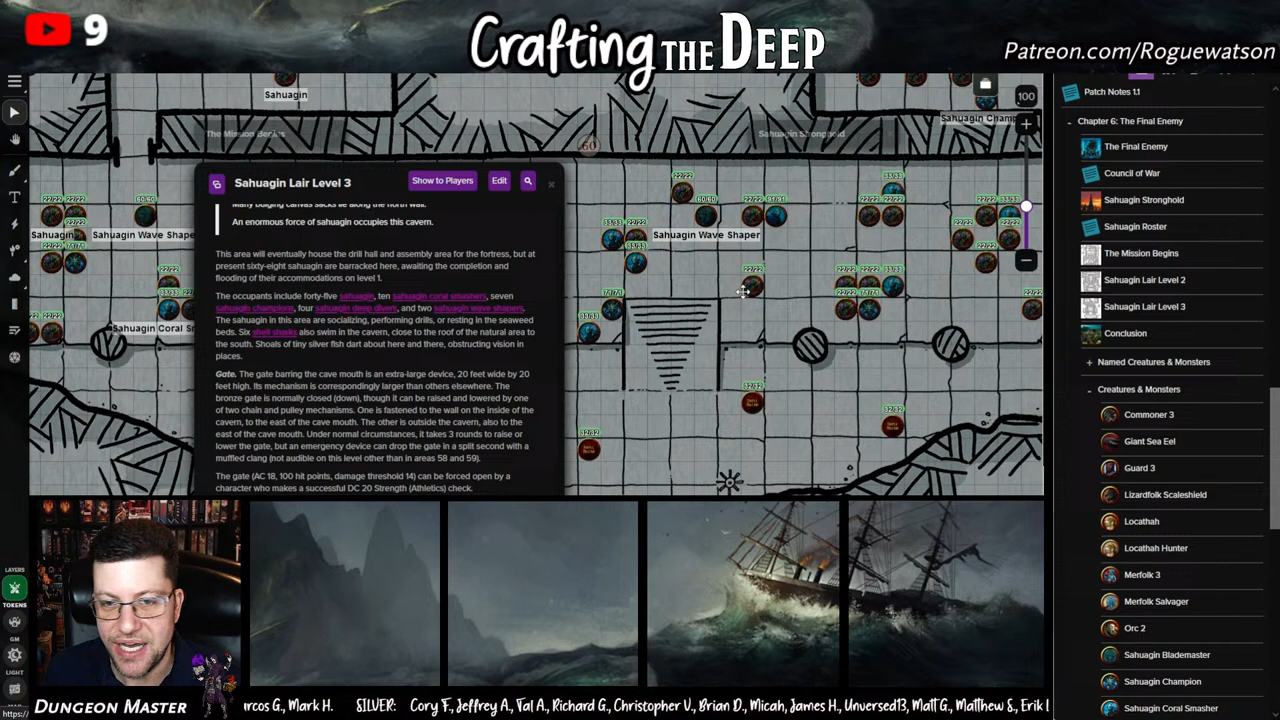 9
Crafting THE DEEP
Patreon.com/Roguewatson
Sahuagin
The Mission Begins
60
Sahuagin Stronghold
Sahuagin Cham
100
Sahuagin Lair Level 3
Show to Players
Edit
An enormous force of sahuagin occupies this cavern.
This area will eventually house the drill hall and assembly area for the fortress, but at
present sixty-eight sahuagin are barracked here, awaiting the completion and
flooding of their accommodations on level 1.
The occupants include forty-five sahuagin, ten sahuagin coral smashers, seven
sahuagin champions, four sahuagin deep divers, and two sahuagin wave shapers.
The sahuagin in this area are socializing, performing drills, or resting in the seaweed
beds. Six shell sharks also swim in the cavern, close to the roof of the natural area to
the south. Shoals of tiny silver fish dart about here and there, obstructing vision in
places.
Gate. The gate barring the cave mouth is an extra-large device, 20 feet wide by 20
feet high. Its mechanism is correspondingly larger than others elsewhere. The
bronze gate is normally closed (down), though it can be raised and lowered by one
of two chain and pulley mechanisms. One is fastened to the wall on the inside of the
cavern, to the east of the cave mouth. The other is outside the cavern, also to the
east of the cave mouth. Under normal circumstances, it takes 3 rounds to raise or
lower the gate, but an emergency device can drop the gate in a split second with a
muffled clang (not audible on this level other than in areas 58 and 59).
The gate (AC 18, 100 hit points, damage threshold 14) can be forced open by a
character who makes a successful DC 20 Strength (Athletics) check.
Sahuagin Wave Shape
Sahuagin Wave Shaper
Sahuagin Coral S
Patch Notes 1.1
Chapter 6: The Final Enemy
The Final Enemy
Council of War
Sahuagin Stronghold
Sahuagin Roster
The Mission Begins
Sahuagin Lair Level 2
Sahuagin Lair Level 3
Conclusion
Named Creatures & Monsters
Creatures & Monsters
Commoner 3
Giant Sea Eel
Guard 3
Lizardfolk Scaleshield
Locathah
Locathah Hunter
Merfolk 3
Merfolk Salvager
Orc 2
Sahuagin Blademaster
Sahuagin Champion
Sahuagin Coral Smasher
LAYERS
TOKENS
GM
LIGHT
https://
Dungeon Master
arcos G., Mark H. SILVER: Cory F., Jeffery A., Val A., Richard G., Christopher V., Brian D., Micah, James H., Unversed13, Matt G., Matthew S., Erik